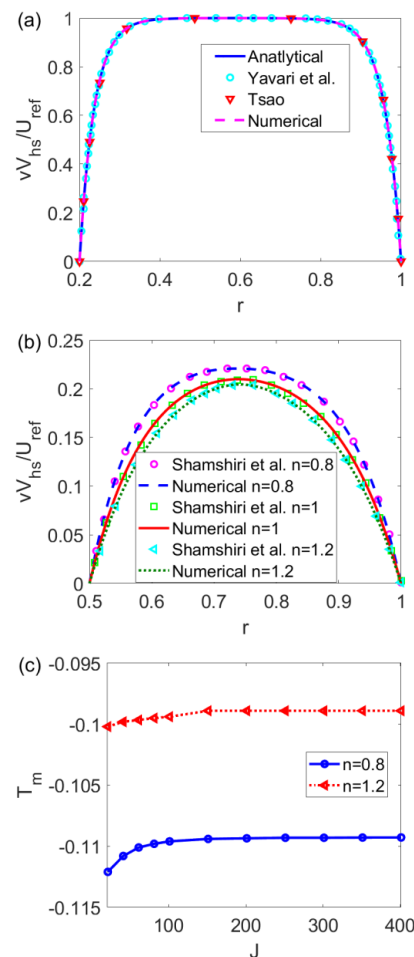 (a)
1
0.8
0.6
0.4
0.2
0
vV_hs/U_ref
Anatlytical
Yavari et al.
Tsao
Numerical
0.2 0.4 0.6 0.8 1
r
(b)
0.25
0.2
0.15
0.1
0.05
0
vV_hs/U_ref
Shamshiri et al. n=0.8
Numerical n=0.8
Shamshiri et al. n=1
Numerical n=1
Shamshiri et al. n=1.2
Numerical n=1.2
0.5 0.6 0.7 0.8 0.9 1
r
(c)
-0.095
-0.1
-0.105
-0.11
-0.115
T_m
n=0.8
n=1.2
100 200 300 400
J